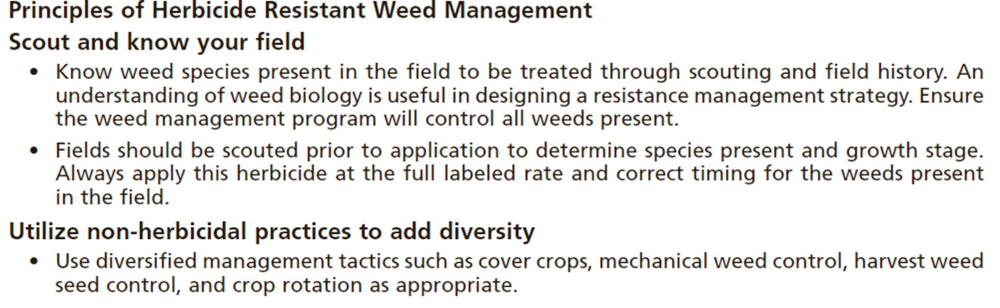 Principles of Herbicide Resistant Weed Management
Scout and know your field
• Know weed species present in the field to be treated through scouting and field history. An
understanding of weed biology is useful in designing a resistance management strategy. Ensure
the weed management program will control all weeds present.
• Fields should be scouted prior to application to determine species present and growth stage.
Always apply this herbicide at the full labeled rate and correct timing for the weeds present
in the field.
Utilize non-herbicidal practices to add diversity
• Use diversified management tactics such as cover crops, mechanical weed control, harvest weed
seed control, and crop rotation as appropriate.